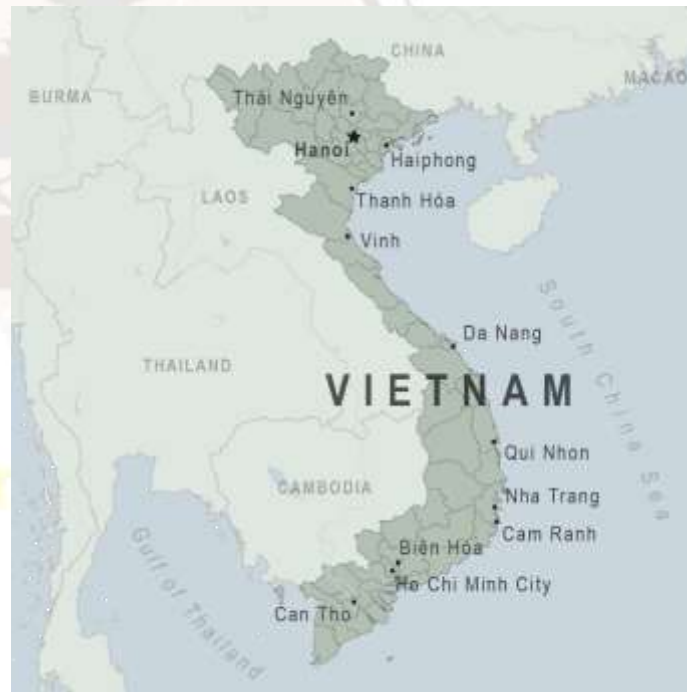 CHINA
BURMA
MACAO
Thái Nguyên
Hanoi
Haiphong
LAOS
Thanh Hóa
Vinh
South China Sea
Da Nang
THAILAND
VIETNAM
Qui Nhon
CAMBODIA
Nha Trang
Cam Ranh
Biên Hóa
Ho Chi Minh City
Gulf of Thailand
Can Tho